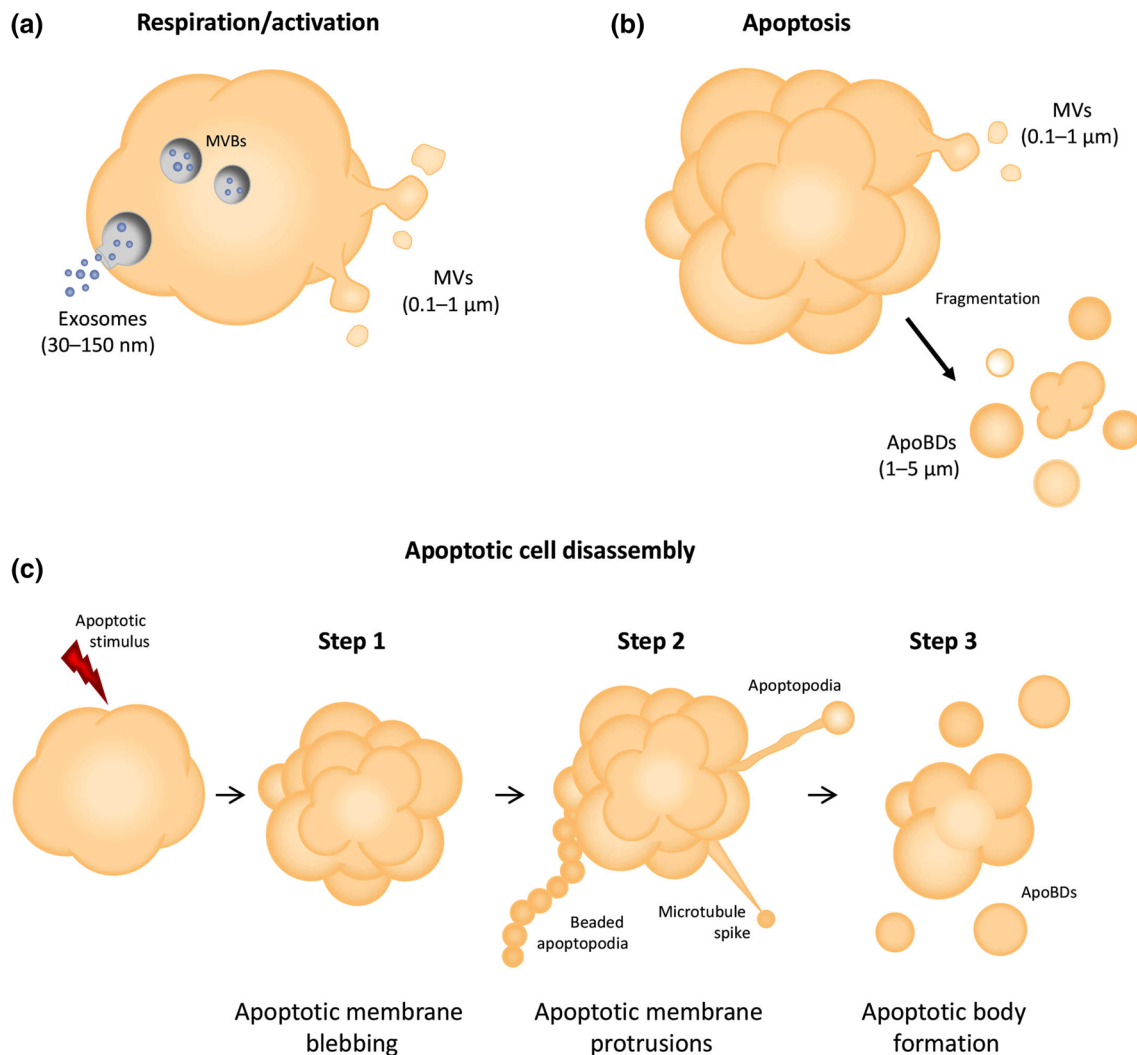 (a)
Respiration/activation
MVBs
MVs
(0.1–1 µm)
Exosomes
(30–150 nm)
(b)
Apoptosis
MVs
(0.1–1 µm)
Fragmentation
ApoBDs
(1–5 µm)
Apoptotic cell disassembly
(c)
Apoptotic
stimulus
Step 1
Step 2
Step 3
Apoptopodia
Beaded
apoptopodia
Microtubule
spike
ApoBDs
Apoptotic membrane
blebbing
Apoptotic membrane
protrusions
Apoptotic body
formation